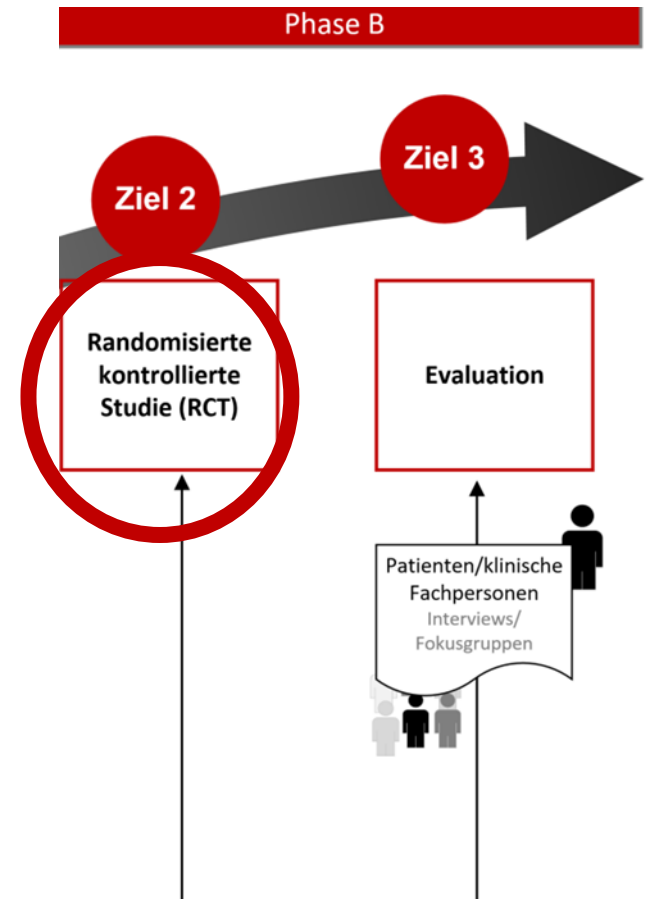 Phase B
Ziel 2
Ziel 3
Randomisierte
kontrollierte
Studie (RCT)
Evaluation
Patienten/klinische
Fachpersonen
Interviews/
Fokusgruppen